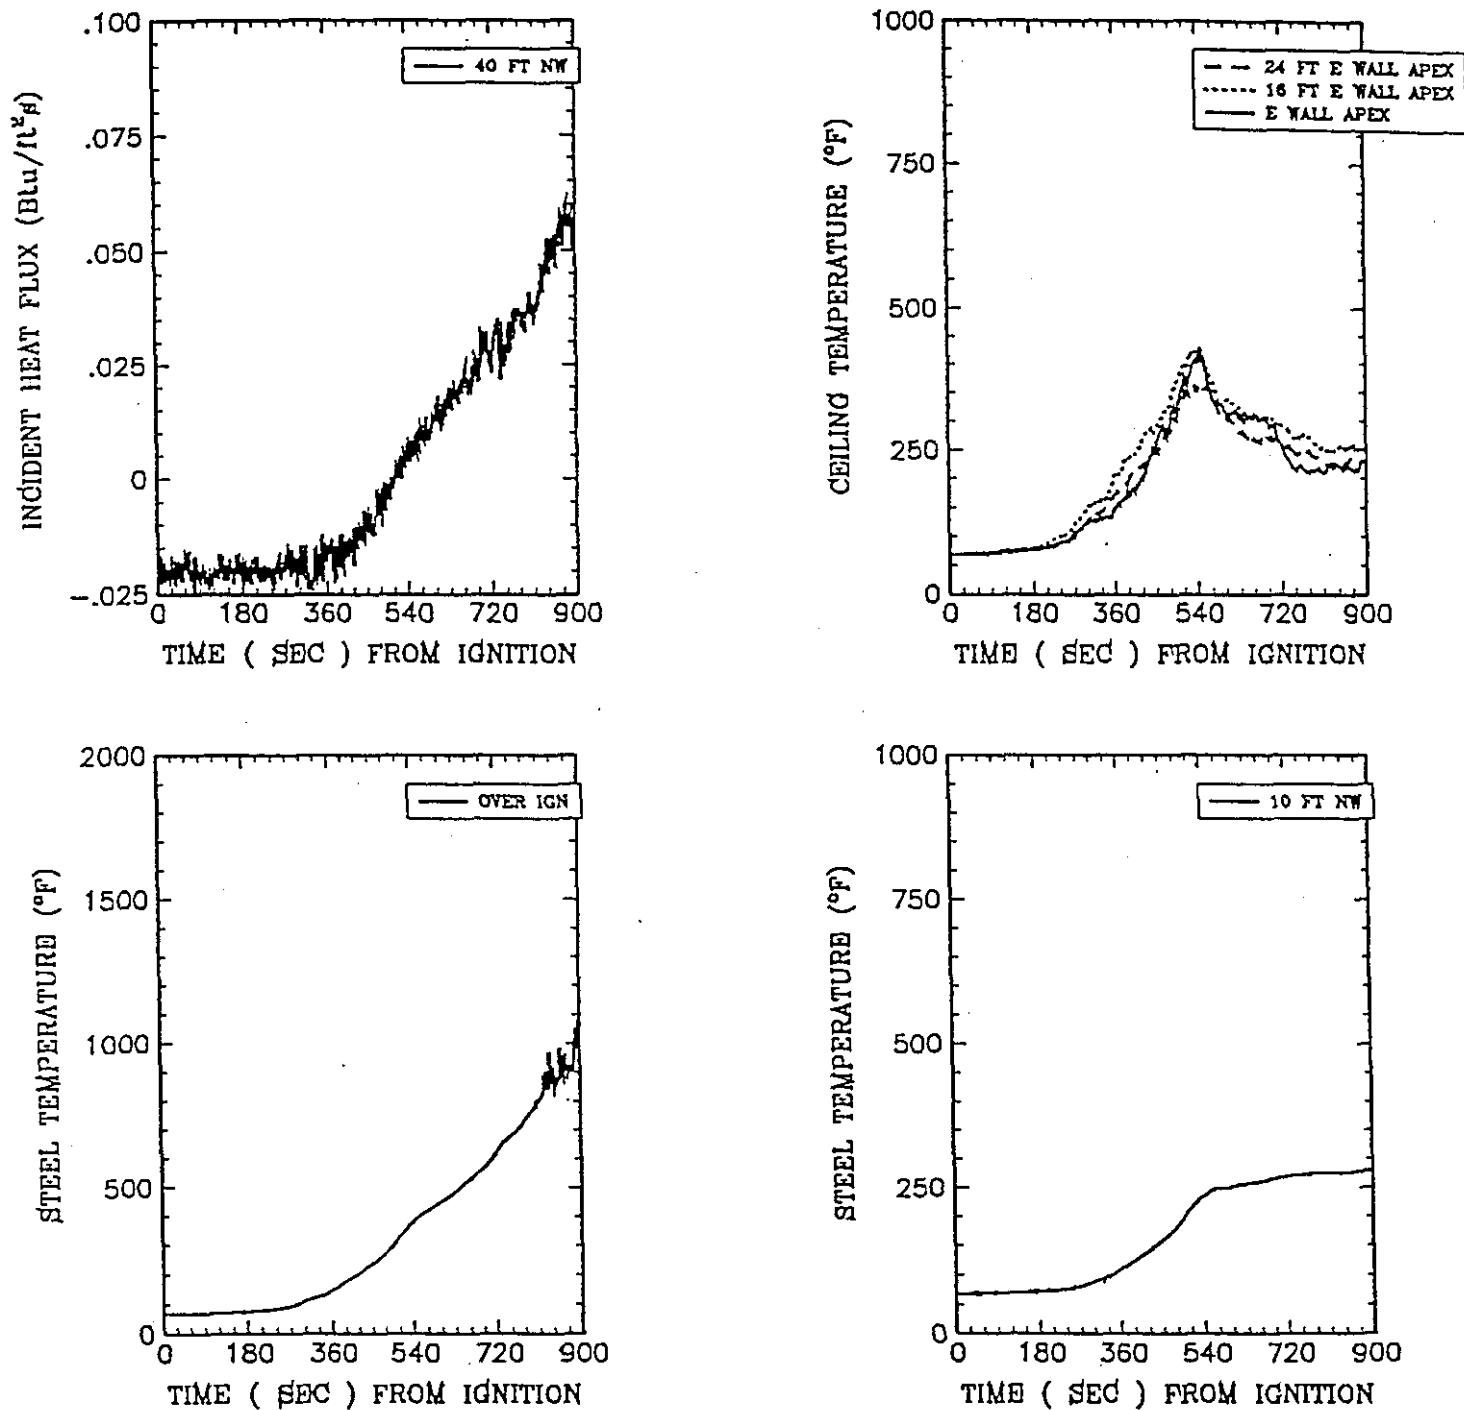 .100
.075
.050
.025
0
-.025
INCIDENT HEAT FLUX (Btu/ft²s)
40 FT NW
0 180 360 540 720 900
TIME ( SEC ) FROM IGNITION
1000
750
500
250
0
CEILING TEMPERATURE (°F)
24 FT E WALL APEX
16 FT E WALL APEX
E WALL APEX
0 180 360 540 720 900
TIME ( SEC ) FROM IGNITION
2000
1500
1000
500
0
STEEL TEMPERATURE (°F)
OVER IGN
0 180 360 540 720 900
TIME ( SEC ) FROM IGNITION
1000
750
500
250
0
STEEL TEMPERATURE (°F)
10 FT NW
0 180 360 540 720 900
TIME ( SEC ) FROM IGNITION